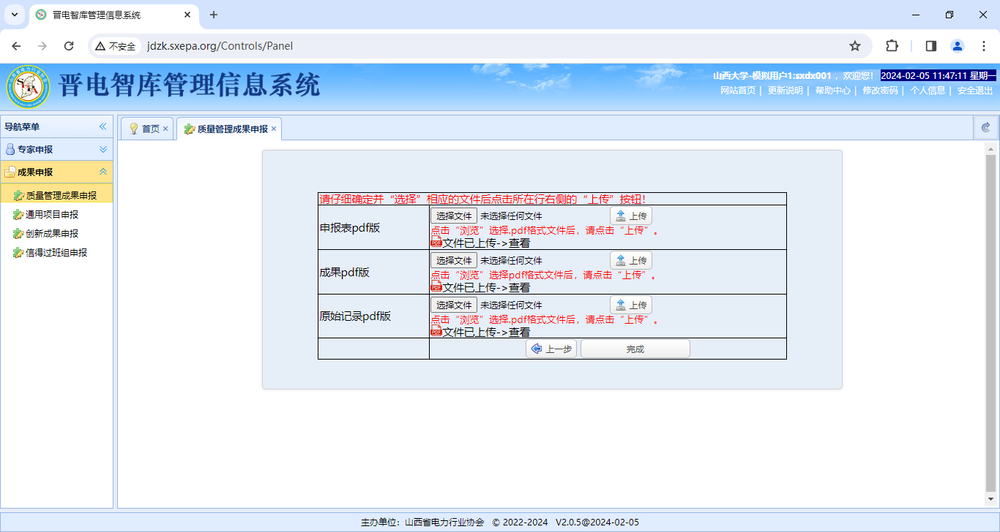 晋电智库管理信息系统
不安全 jdzk.sxepa.org/Controls/Panel
晋电智库管理信息系统
山西大学-模拟用户1:sxdx001 ，欢迎您！ 2024-02-05 11:47:11 星期一
网站首页 | 更新说明 | 帮助中心 | 修改密码 | 个人信息 | 安全退出
导航菜单
专家申报
成果申报
质量管理成果申报
通用项目申报
创新成果申报
信得过班组申报
首页
质量管理成果申报
请仔细确定并“选择”相应的文件后点击所在行右侧的“上传”按钮！
申报表pdf版
选择文件 未选择任何文件 上传
点击“浏览”选择.pdf格式文件后，请点击“上传”。
文件已上传->查看
成果pdf版
选择文件 未选择任何文件 上传
点击“浏览”选择pdf格式文件后，请点击“上传”。
文件已上传->查看
原始记录pdf版
选择文件 未选择任何文件 上传
点击“浏览”选择.pdf格式文件后，请点击“上传”。
文件已上传->查看
上一步 完成
主办单位：山西省电力行业协会 © 2022-2024 V2.0.5@2024-02-05